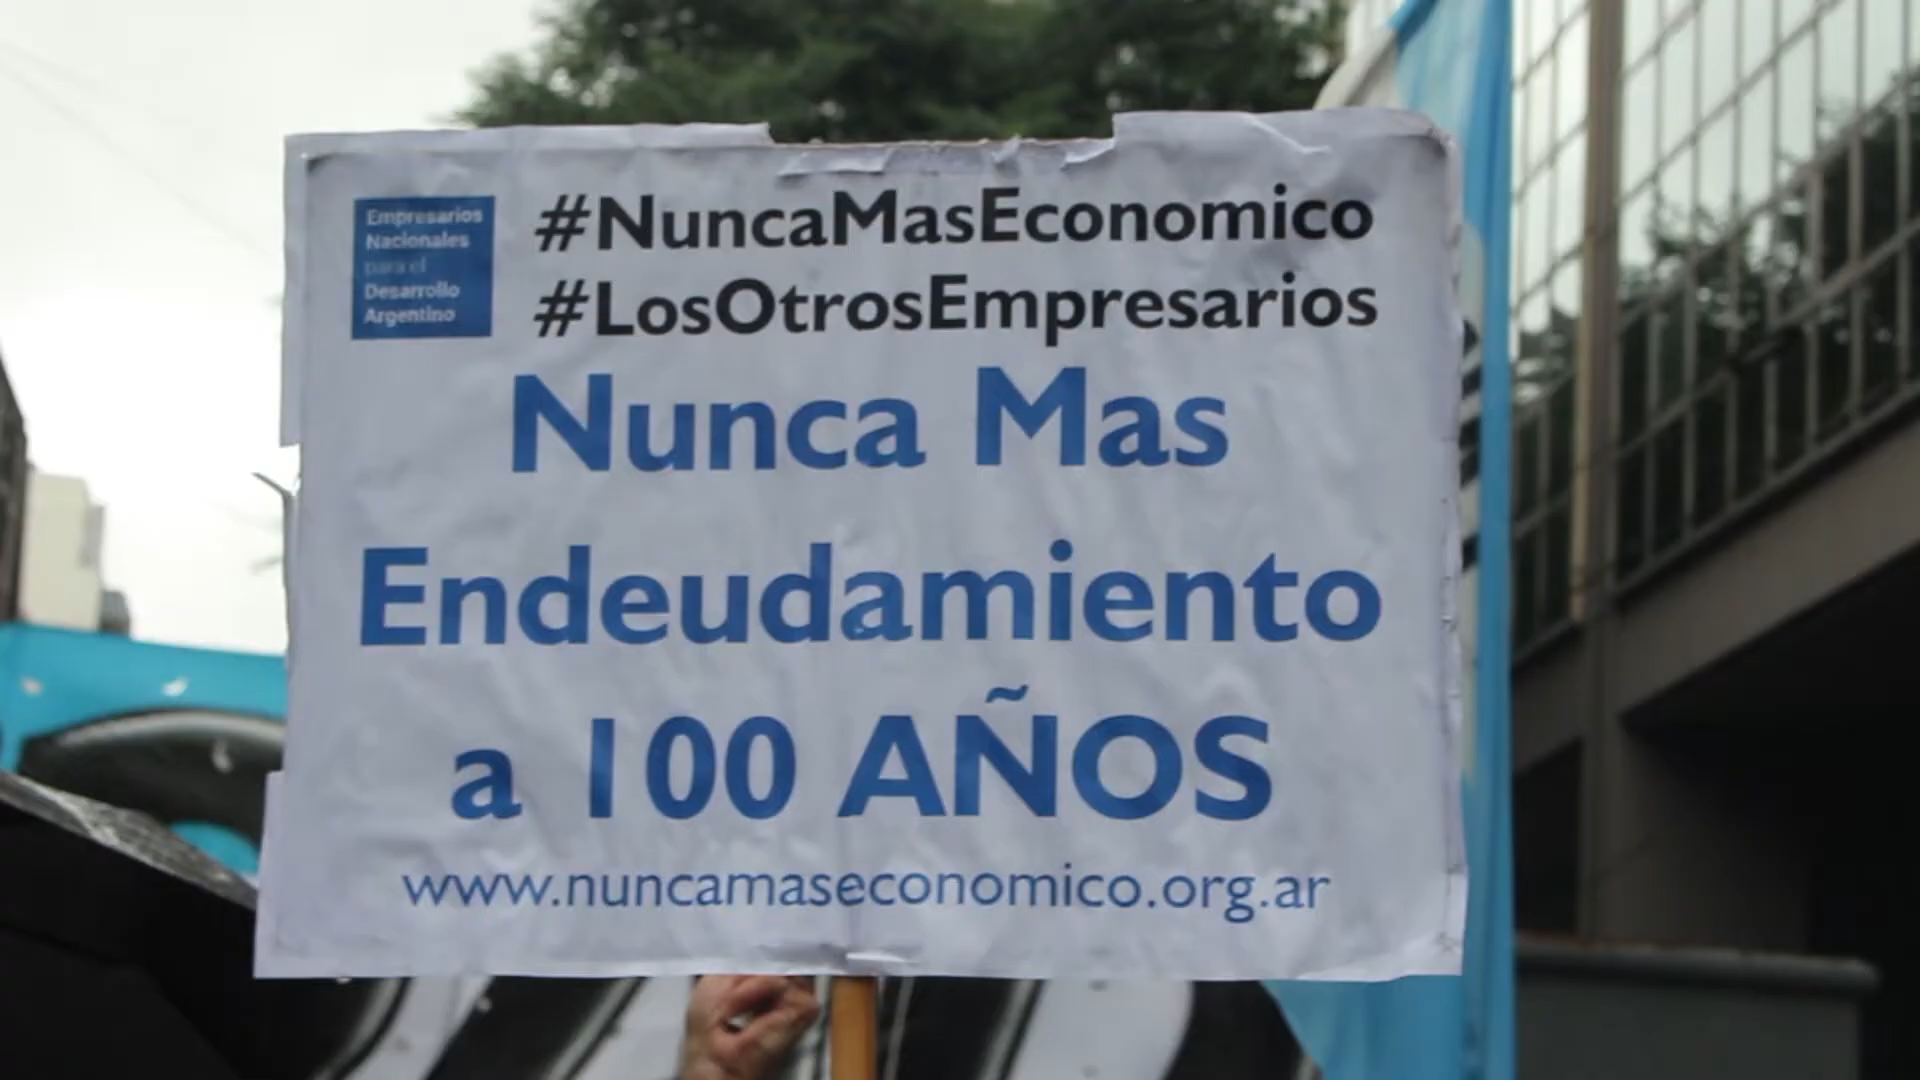 Empresarios
Nacionales
para el
Desarrollo
Argentino
#NuncaMasEconomico
#LosOtrosEmpresarios
Nunca Mas
Endeudamiento
a 100 AÑOS
www.nuncamaseconomico.org.ar